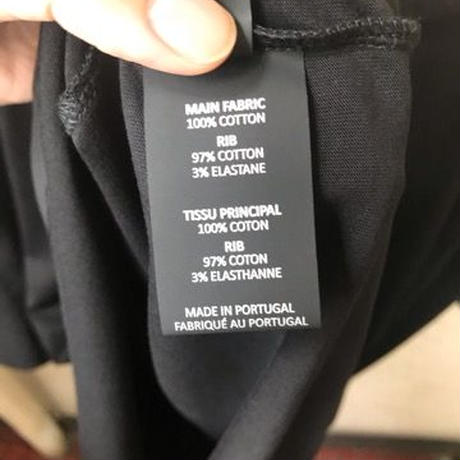 MAIN FABRIC
100% COTTON
RIB
97% COTTON
3% ELASTANE
TISSU PRINCIPAL
100% COTON
RIB
97% COTON
3% ELASTHANNE
MADE IN PORTUGAL
FABRIQUÉ AU PORTUGAL